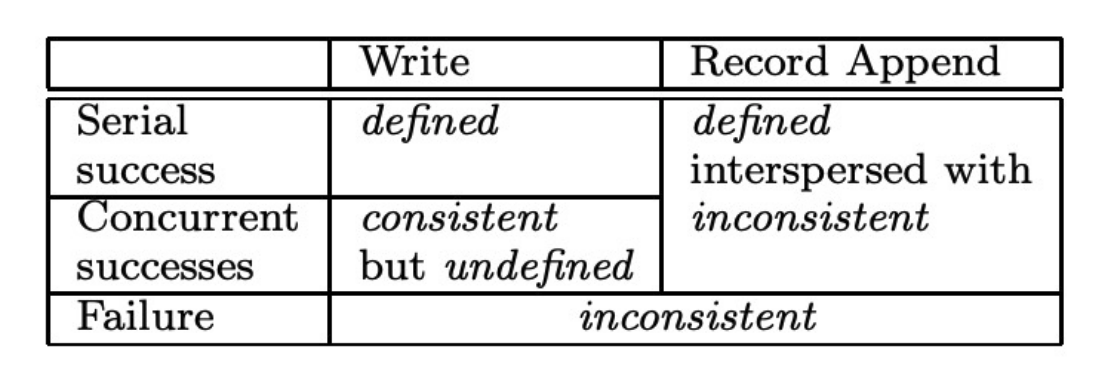 Write Record Append
Serial success defined defined interspersed with inconsistent
Concurrent successes consistent but undefined
Failure inconsistent